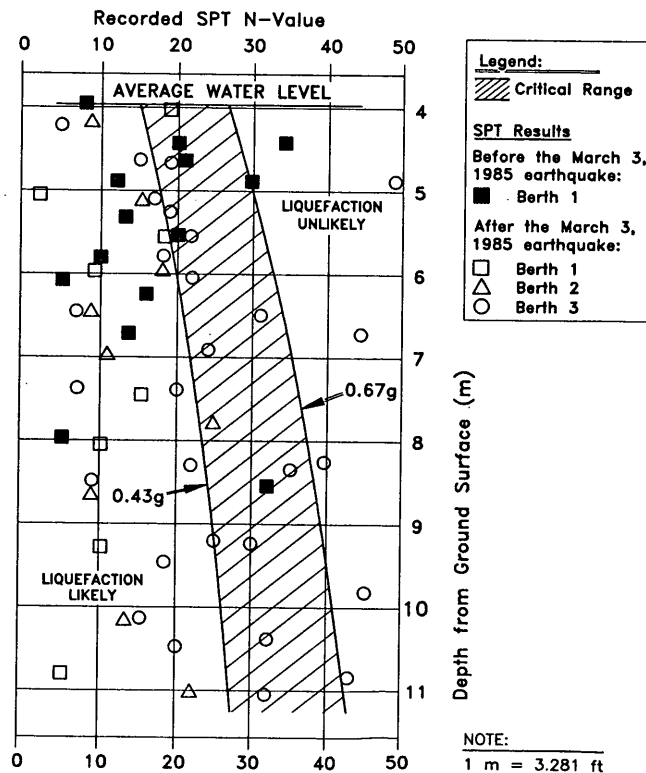 Recorded SPT N-Value
0 10 20 30 40 50
AVERAGE WATER LEVEL
4
5
6
7
8
9
10
11
Depth from Ground Surface (m)
LIQUEFACTION
UNLIKELY
0.67g
0.43g
LIQUEFACTION
LIKELY
0 10 20 30 40 50
Legend:
Critical Range
SPT Results
Before the March 3,
1985 earthquake:
Berth 1
After the March 3,
1985 earthquake:
Berth 1
Berth 2
Berth 3
NOTE:
1 m = 3.281 ft